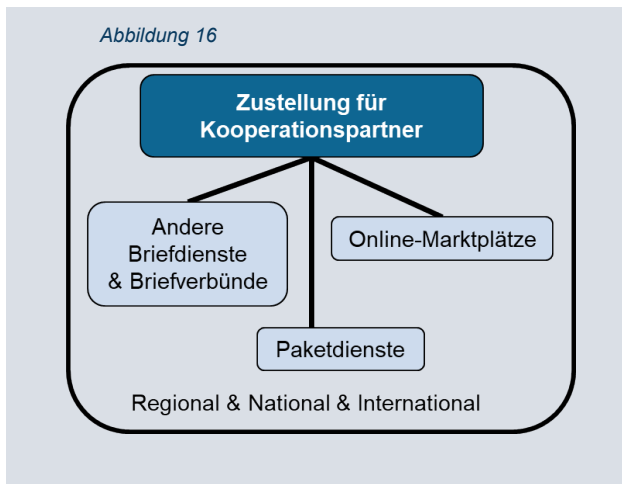 Abbildung 16
Zustellung für
Kooperationspartner
Andere
Briefdienste
& Briefverbünde
Online-Marktplätze
Paketdienste
Regional & National & International